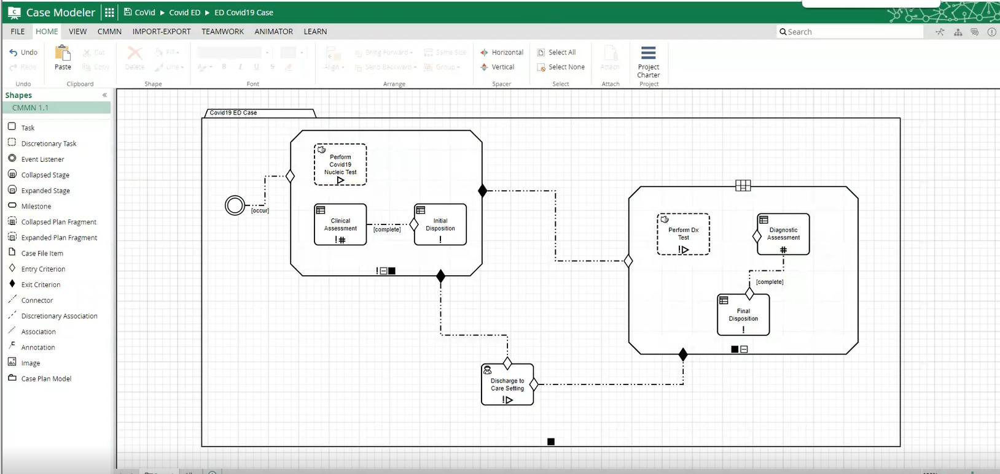 Case Modeler CoVid Covid ED ED Covid19 Case
FILE HOME VIEW CMMN IMPORT-EXPORT TEAMWORK ANIMATOR LEARN Search
Undo Paste Cut Delete Fill Bring Forward Same Size Horizontal Select All Attach Project Charter
Redo Copy Line B I U S Align Send Backward Group Vertical Select None
Undo Clipboard Shape Font Arrange Spacer Select Attach Project
Shapes
CMMN 1.1
Task
Discretionary Task
Event Listener
Collapsed Stage
Expanded Stage
Milestone
Collapsed Plan Fragment
Expanded Plan Fragment
Case File Item
Entry Criterion
Exit Criterion
Connector
Discretionary Association
Association
Annotation
Image
Case Plan Model
Covid19 ED Case
Perform
Covid19
Nucleic Test
[occur]
Clinical
Assessment
!#
[complete]
Initial
Disposition
!
!
Perform Dx
Test
!
Diagnostic
Assessment
#
[complete]
Final
Disposition
!
Discharge to
Care Setting
!